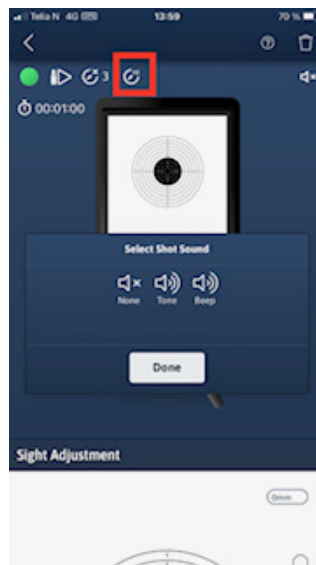 Telia N 4G 13:59 70 %
3
00:01:00
Select Shot Sound
None Tone Beep
Done
Sight Adjustment
0mm